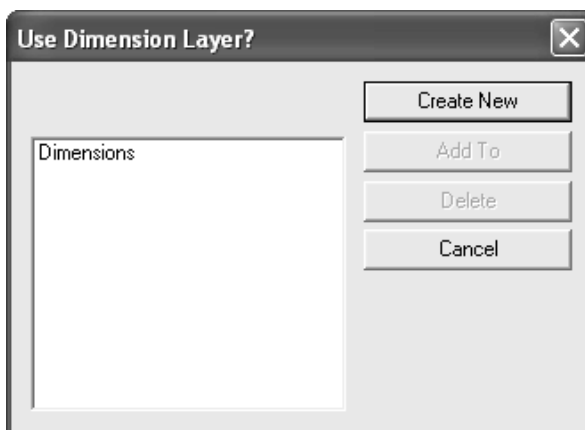 Use Dimension Layer?
Create New
Dimensions
Add To
Delete
Cancel